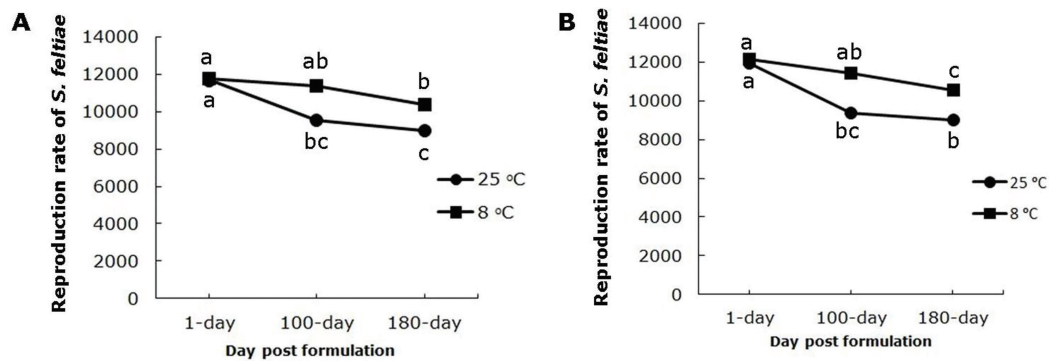 A
Reproduction rate of S. feltiae
14000
12000
10000
8000
6000
4000
2000
0
a
a
ab
bc
b
c
25 °C
8 °C
1-day
100-day
180-day
Day post formulation
B
Reproduction rate of S. feltiae
14000
12000
10000
8000
6000
4000
2000
0
a
a
ab
bc
c
b
25 °C
8 °C
1-day
100-day
180-day
Day post formulation